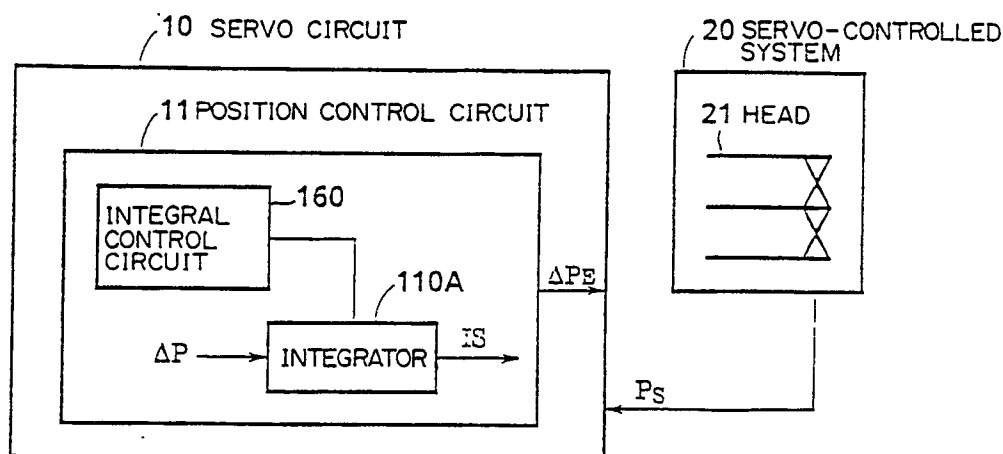 10 SERVO CIRCUIT
20 SERVO-CONTROLLED
SYSTEM
11 POSITION CONTROL CIRCUIT
21 HEAD
160
INTEGRAL
CONTROL
CIRCUIT
110A
ΔPE
ΔP
INTEGRATOR
IS
PS